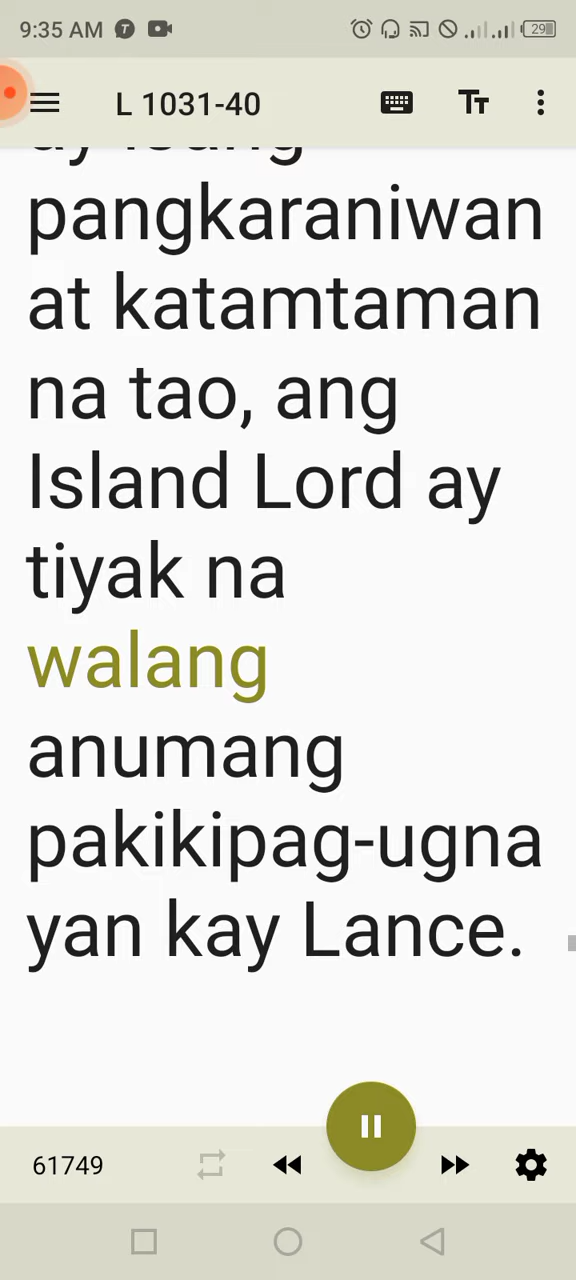 9:35 AM
29
L 1031-40
pangkaraniwan
at katamtaman
na tao, ang
Island Lord ay
tiyak na
walang
anumang
pakikipag-ugna
yan kay Lance.
61749